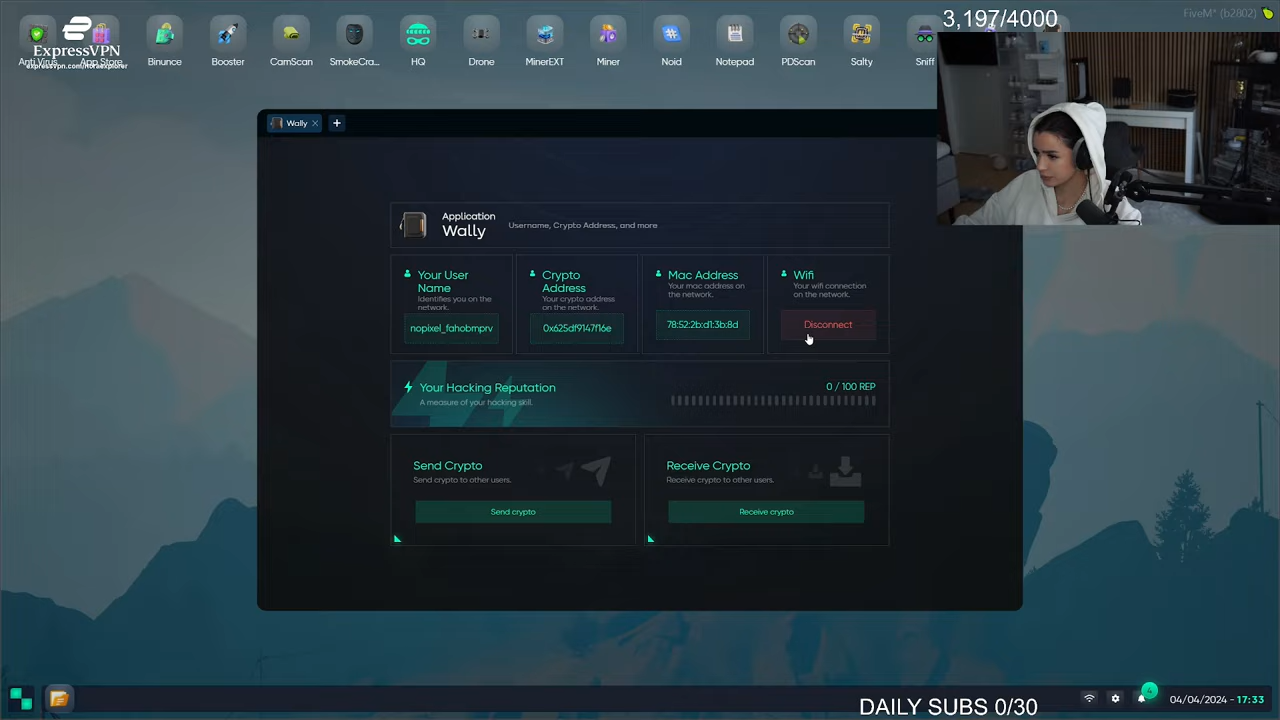 3,197/4000
FiveM* (b2802)
ExpressVPN
expressvpn.com/
Anti Virus
App Store
Binunce
Booster
CamScan
SmokeCra...
HQ
Drone
MinerEXT
Miner
Noid
Notepad
PDScan
Salty
Sniff
Wally
Application
Wally
Username, Crypto Address, and more
Your User
Name
Identifies you on the
network.
nopixel_fahobmprv
Crypto
Address
Your crypto address
on the network.
0x625df9147f16e
Mac Address
Your mac address on
the network.
78:52:2b:d1:3b:8d
Wifi
Your wifi connection
on the network.
Disconnect
Your Hacking Reputation
A measure of your hacking skill.
0 / 100 REP
Send Crypto
Send crypto to other users.
Send crypto
Receive Crypto
Receive crypto to other users.
Receive crypto
4
04/04/2024 - 17:33
DAILY SUBS 0/30